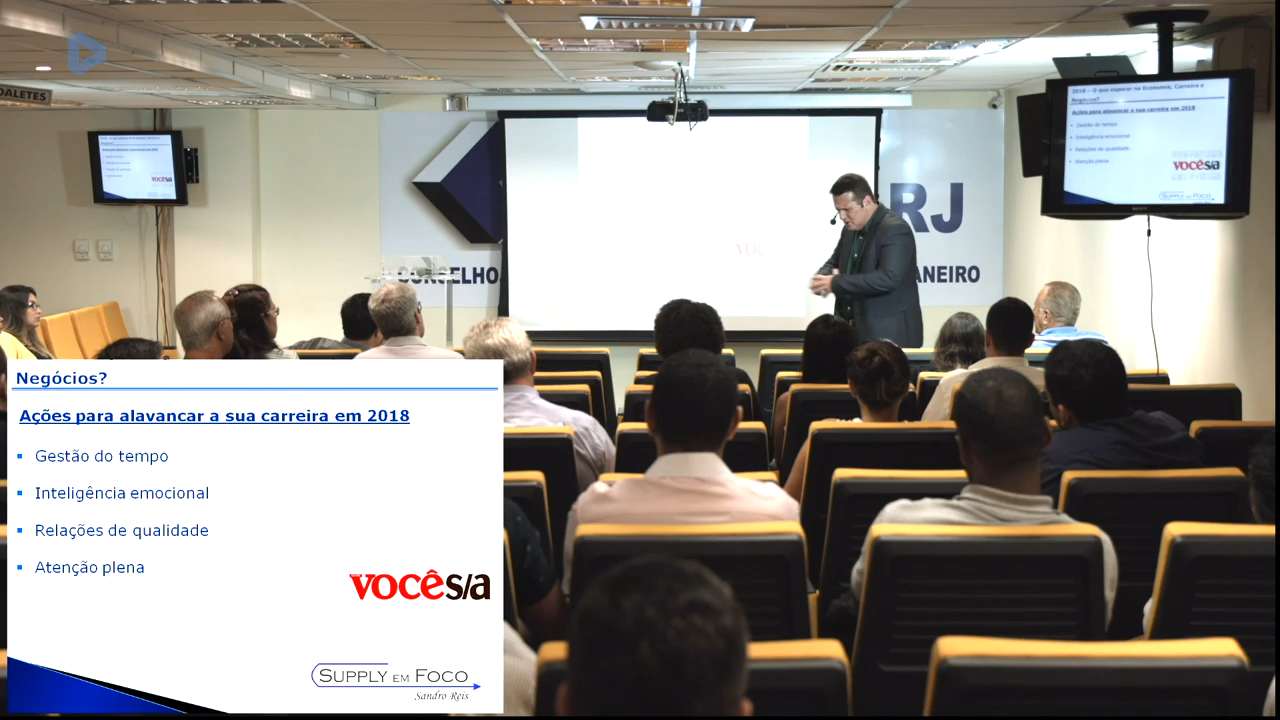 OALETES
2018 – O que esperar na Economia, Carreira e
Negócios?
Ações para alavancar a sua carreira em 2018
Gestão do tempo
Inteligência emocional
Relações de qualidade
Atenção plena
vocês/a
RJ
CONSELHO
ANEIRO
VOC
Negócios?
Ações para alavancar a sua carreira em 2018
Gestão do tempo
Inteligência emocional
Relações de qualidade
Atenção plena
vocês/a
SUPPLY EM FOCO
Sandro Reis